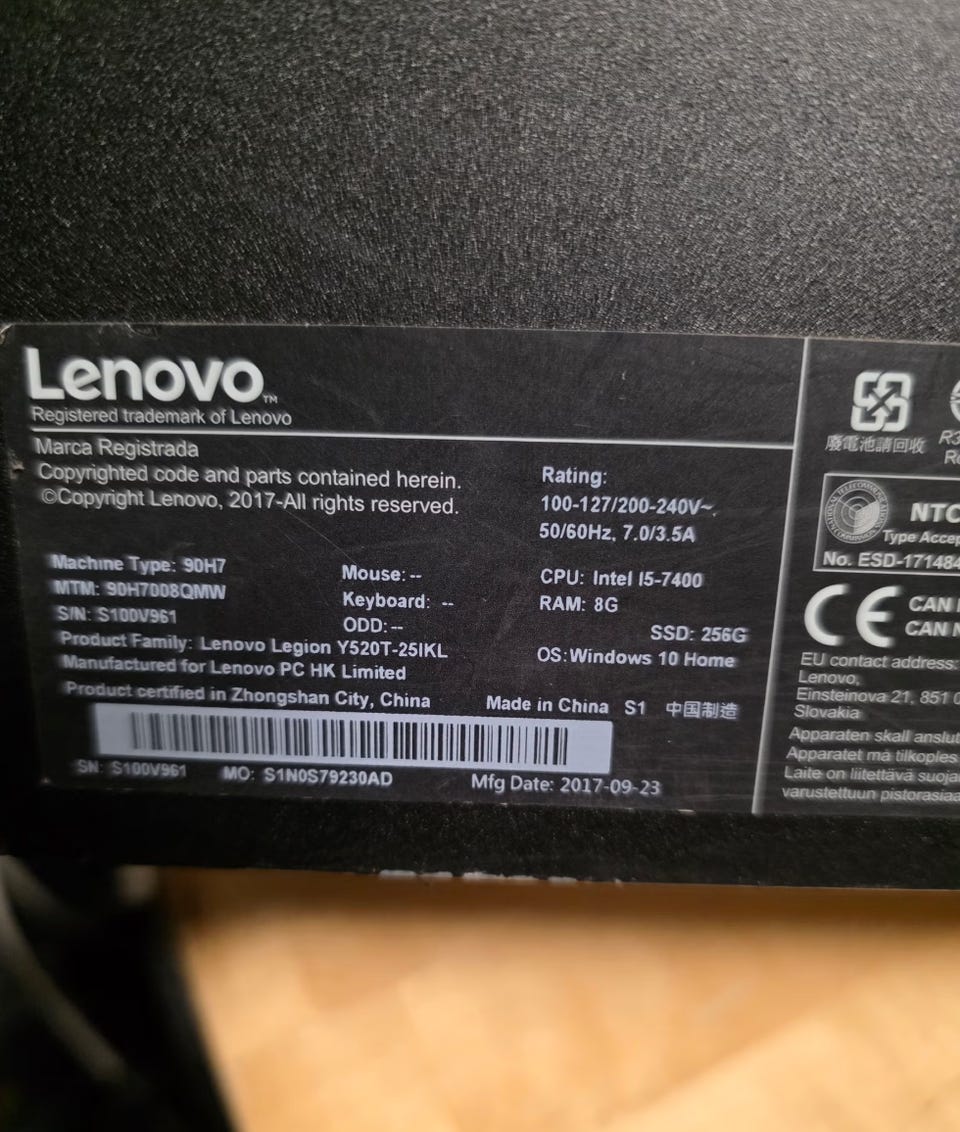 Lenovo™
Registered trademark of Lenovo
Marca Registrada
Copyrighted code and parts contained herein.
©Copyright Lenovo, 2017-All rights reserved.
Rating:
100-127/200-240V~,
50/60Hz, 7.0/3.5A
Machine Type: 90H7
MTM: 90H7008QMW
S/N: S100V961
Product Family: Lenovo Legion Y520T-25IKL
Manufactured for Lenovo PC HK Limited
Product certified in Zhongshan City, China
Mouse: --
Keyboard: --
ODD: --
CPU: Intel I5-7400
RAM: 8G
SSD: 256G
OS:Windows 10 Home
Made in China S1 中国制造
SN: S100V961
MO: S1N0S79230AD
Mfg Date: 2017-09-23
廢電池請回收
R3
NTC
Type Accep
No. ESD-171484
CE
CAN
CAN
EU contact address:
Lenovo,
Einsteinova 21, 851 0
Slovakia
Apparaten skall anslut
Apparatet må tilkoples
Laite on liitettävä suoja
varustettuun pistorasiaa